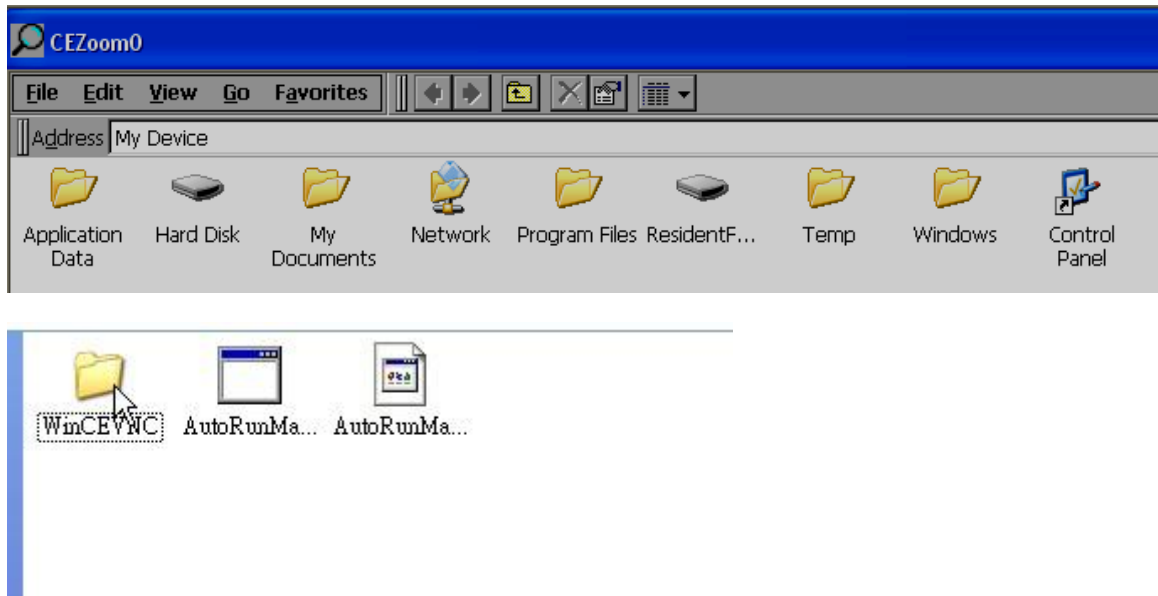 CEZoom0
File Edit View Go Favorites
Address My Device
Application Data
Hard Disk
My Documents
Network
Program Files
ResidentF...
Temp
Windows
Control Panel
WinCEVNC
AutoRunMa...
AutoRunMa...